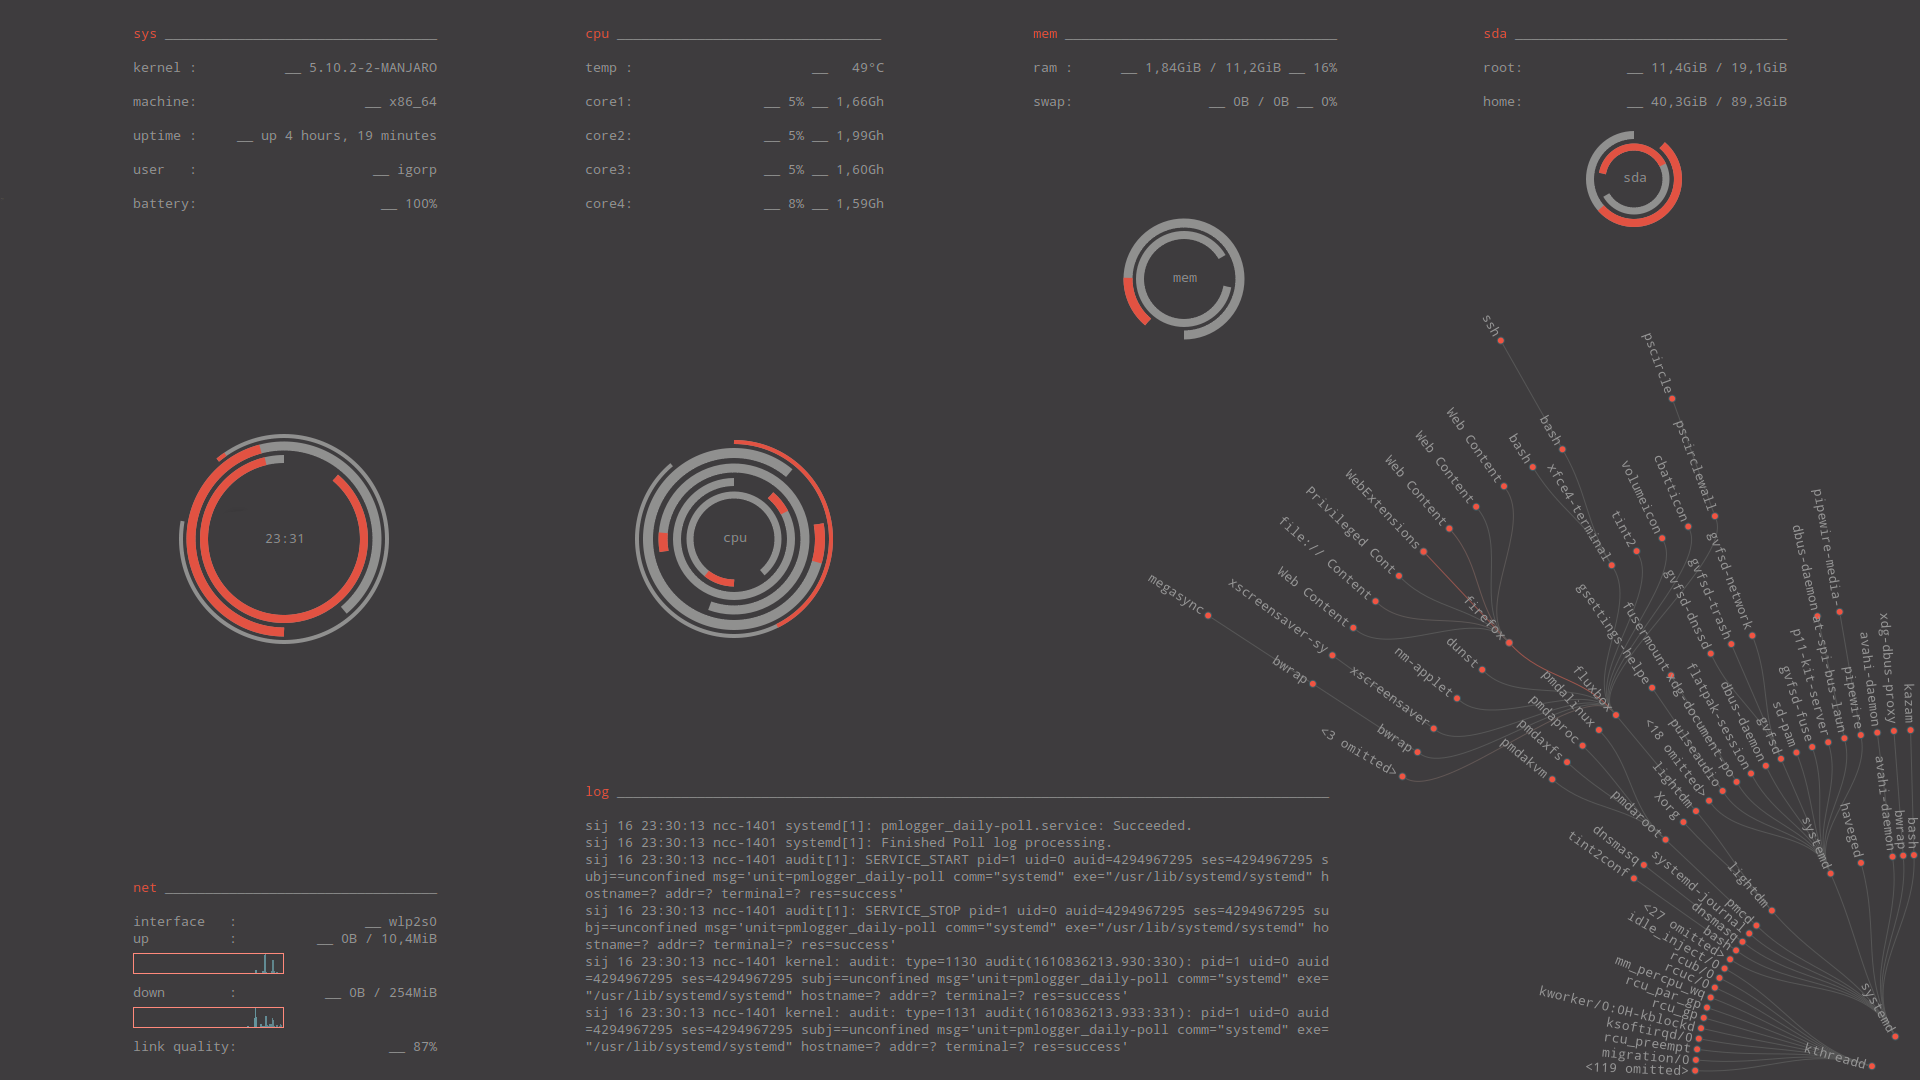 sys
kernel : __ 5.10.2-2-MANJARO
machine: __ x86_64
uptime : __ up 4 hours, 19 minutes
user : __ igorp
battery: __ 100%
cpu
temp : __ 49°C
core1: __ 5% __ 1,66Gh
core2: __ 5% __ 1,99Gh
core3: __ 5% __ 1,60Gh
core4: __ 8% __ 1,59Gh
mem
ram : __ 1,84GiB / 11,2GiB __ 16%
swap: __ 0B / 0B __ 0%
sda
root: __ 11,4GiB / 19,1GiB
home: __ 40,3GiB / 89,3GiB
sda
mem
23:31
cpu
ssh
pscircle
bash
Web Content
bash
Web Content
xfce4-terminal
pscirclewall
cbatticon
volumeicon
tint2
Web Content
WebExtensions
Privileged Cont
file:// Content
Web Content
megasync
xscreensaver-sy
firefox
dunst
nm-applet
bwrap
xscreensaver
bwrap
<3 omitted>
fluxbox
pmdalinux
pmdaproc
pmdaxfs
pmdakvm
gsettings-helpe
fusermount
gvfsd-dnssd
gvfsd-trash
gvfsd-network
pipewire-media-
dbus-daemon
at-spi-bus-laun
p11-kit-server
gvfsd-fuse
sd-pam
gvfsd
dbus-daemon
flatpak-session
xdg-document-po
pulseaudio
<18 omitted>
lightdm
Xorg
pmdaroot
pipewire
avahi-daemon
xdg-dbus-proxy
kazam
avahi-daemon
bwrap
bash
haveged
systemd
dnsmasq
tint2conf
systemd-journal
lightdm
pmcd
dnsmasq
bash
<27 omitted>
idle_inject/0
rcub/0
rcuc/0
mm_percpu_wq
rcu_par_gp
rcu_gp
kworker/0:0H-kblockd
ksoftirqd/0
rcu_preempt
migration/0
<119 omitted>
kthreadd
systemd
log
sij 16 23:30:13 ncc-1401 systemd[1]: pmlogger_daily-poll.service: Succeeded.
sij 16 23:30:13 ncc-1401 systemd[1]: Finished Poll log processing.
sij 16 23:30:13 ncc-1401 audit[1]: SERVICE_START pid=1 uid=0 auid=4294967295 ses=4294967295 s
ubj==unconfined msg='unit=pmlogger_daily-poll comm="systemd" exe="/usr/lib/systemd/systemd" h
ostname=? addr=? terminal=? res=success'
sij 16 23:30:13 ncc-1401 audit[1]: SERVICE_STOP pid=1 uid=0 auid=4294967295 ses=4294967295 su
bj==unconfined msg='unit=pmlogger_daily-poll comm="systemd" exe="/usr/lib/systemd/systemd" ho
stname=? addr=? terminal=? res=success'
sij 16 23:30:13 ncc-1401 kernel: audit: type=1130 audit(1610836213.930:330): pid=1 uid=0 auid
=4294967295 ses=4294967295 subj==unconfined msg='unit=pmlogger_daily-poll comm="systemd" exe=
"/usr/lib/systemd/systemd" hostname=? addr=? terminal=? res=success'
sij 16 23:30:13 ncc-1401 kernel: audit: type=1131 audit(1610836213.933:331): pid=1 uid=0 auid
=4294967295 ses=4294967295 subj==unconfined msg='unit=pmlogger_daily-poll comm="systemd" exe=
"/usr/lib/systemd/systemd" hostname=? addr=? terminal=? res=success'
net
interface : __ wlp2s0
up : __ 0B / 10,4MiB
down : __ 0B / 254MiB
link quality: __ 87%